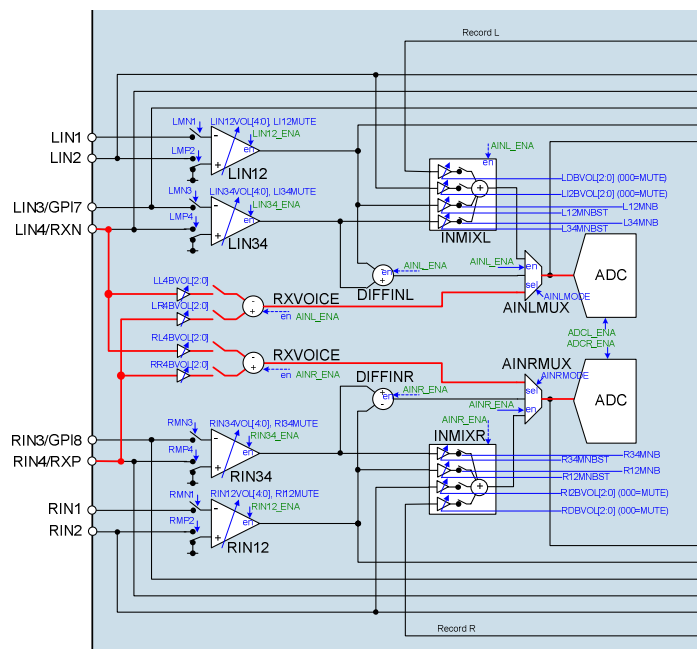 Record L
LIN1
LMN1
LIN12VOL[4:0], LI12MUTE
LIN12_ENA
en
LIN2
LMP2
-
+
LIN12
AINL_ENA
en
LDBVOL[2:0] (000=MUTE)
LI2BVOL[2:0] (000=MUTE)
L12MNB
L12MNBST
L34MNB
L34MNBST
+
INMIXL
LIN3/GPI7
LMN3
LIN34VOL[4:0], LI34MUTE
LIN34_ENA
en
LIN4/RXN
LMP4
-
+
LIN34
AINL_ENA
-
+
DIFFINL
AINL_ENA
en
sel
AINLMODE
AINLMUX
ADC
LL4BVOL[2:0]
LR4BVOL[2:0]
-
+
RXVOICE
en
AINL_ENA
ADCL_ENA
ADCR_ENA
RL4BVOL[2:0]
RR4BVOL[2:0]
-
+
RXVOICE
en
AINR_ENA
AINRMUX
AINRMODE
sel
en
ADC
DIFFINR
+
-
AINR_ENA
AINR_ENA
en
RIN3/GPI8
RMN3
RIN34VOL[4:0], RI34MUTE
RIN34_ENA
en
RIN4/RXP
RMP4
-
+
RIN34
INMIXR
+
R34MNB
R34MNBST
R12MNB
R12MNBST
RI2BVOL[2:0] (000=MUTE)
RDBVOL[2:0] (000=MUTE)
RIN1
RMN1
RIN12VOL[4:0], RI12MUTE
RIN12_ENA
en
RIN2
RMP2
-
+
RIN12
Record R